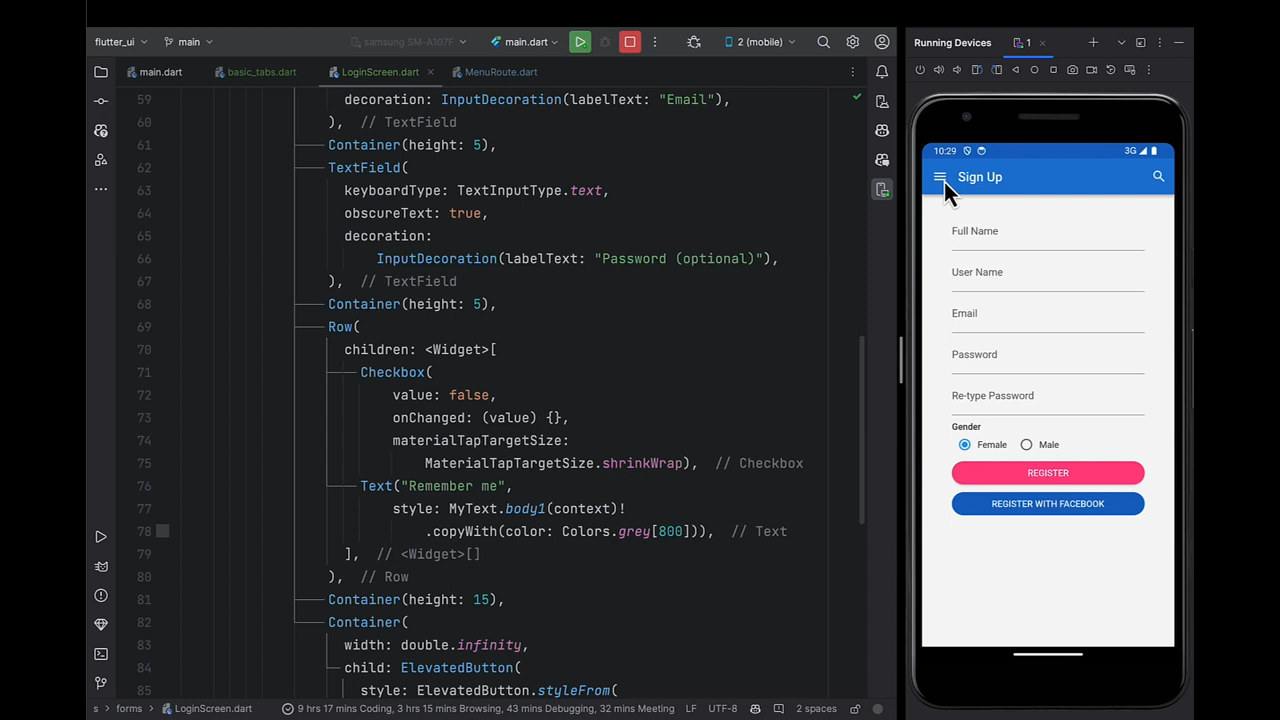 flutter_ui
main
samsung SM-A107F
main.dart
2 (mobile)
Running Devices
1
main.dart
basic_tabs.dart
LoginScreen.dart
MenuRoute.dart
59 decoration: InputDecoration(labelText: "Email"),
60 ), // TextField
61 Container(height: 5),
62 TextField(
63 keyboardType: TextInputType.text,
64 obscureText: true,
65 decoration:
66 InputDecoration(labelText: "Password (optional)"),
67 ), // TextField
68 Container(height: 5),
69 Row(
70 children: <Widget>[
71 Checkbox(
72 value: false,
73 onChanged: (value) {},
74 materialTapTargetSize:
75 MaterialTapTargetSize.shrinkWrap), // Checkbox
76 Text("Remember me",
77 style: MyText.body1(context)!
78 .copyWith(color: Colors.grey[800])), // Text
79 ], // <Widget>[]
80 ), // Row
81 Container(height: 15),
82 Container(
83 width: double.infinity,
84 child: ElevatedButton(
85 style: ElevatedButton.styleFrom(
s
forms
LoginScreen.dart
9 hrs 17 mins Coding, 3 hrs 15 mins Browsing, 43 mins Debugging, 32 mins Meeting
LF
UTF-8
2 spaces
10:29
3G
Sign Up
Full Name
User Name
Email
Password
Re-type Password
Gender
Female
Male
REGISTER
REGISTER WITH FACEBOOK